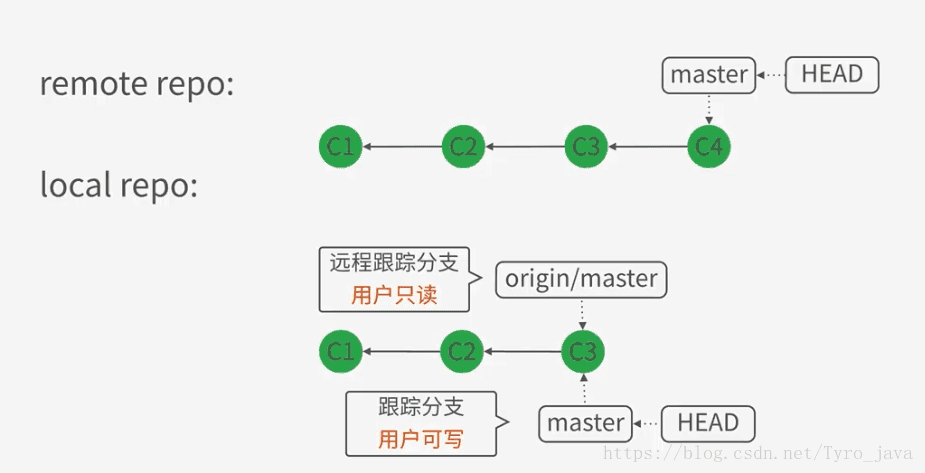 remote repo:
master
HEAD
C1
C2
C3
C4
local repo:
远程跟踪分支
用户只读
origin/master
C1
C2
C3
跟踪分支
用户可写
master
HEAD
https://blog.csdn.net/Tyro_java